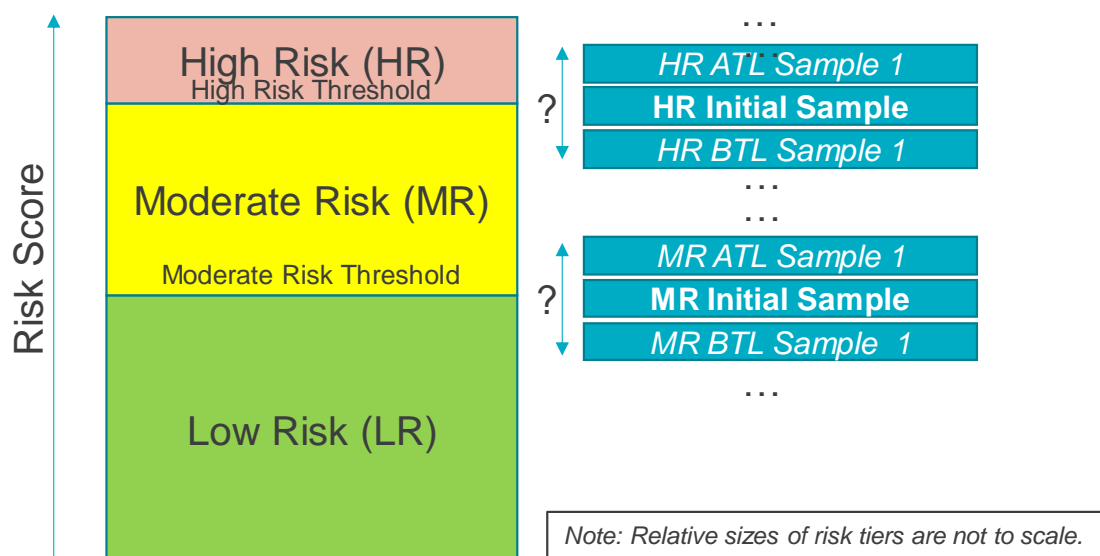 Risk Score
High Risk (HR)
High Risk Threshold
Moderate Risk (MR)
Moderate Risk Threshold
Low Risk (LR)
...
...
HR ATL Sample 1
?
HR Initial Sample
HR BTL Sample 1
...
...
MR ATL Sample 1
?
MR Initial Sample
MR BTL Sample 1
...
Note: Relative sizes of risk tiers are not to scale.